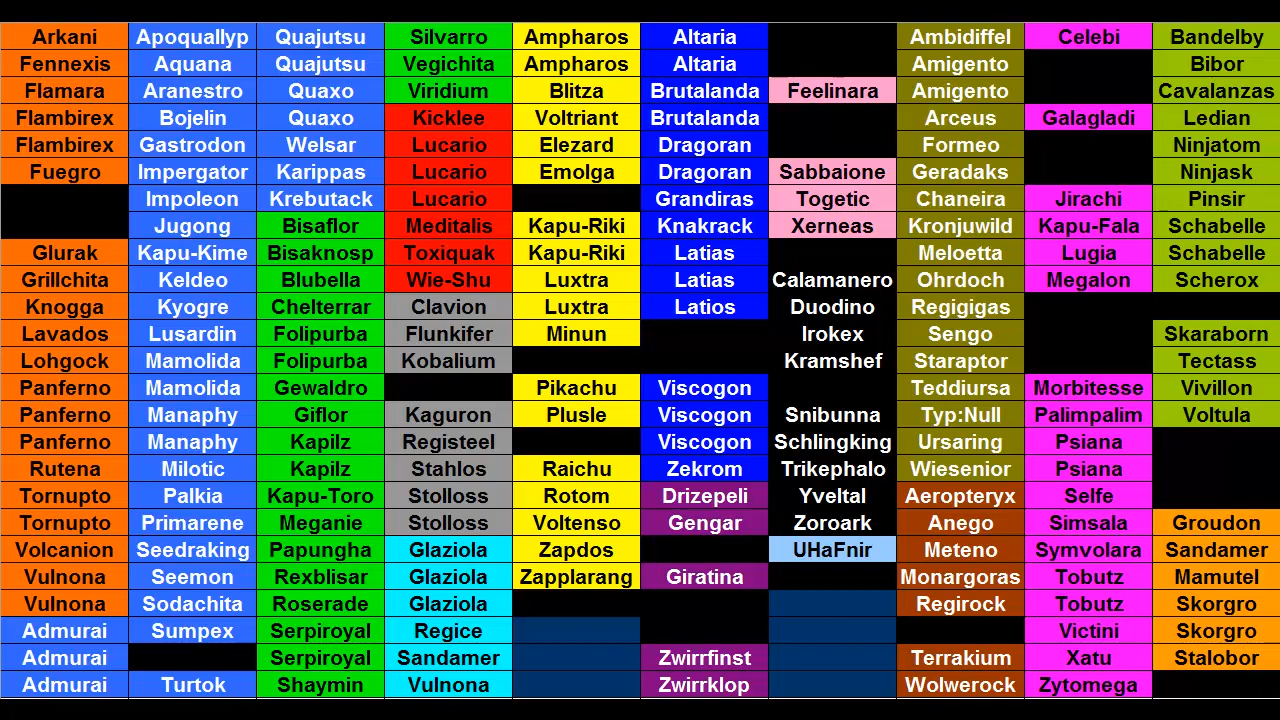 Arkani Apoquallyp Quajutsu Silvarro Ampharos Altaria Ambidiffel Celebi Bandelby
Fennexis Aquana Quajutsu Vegichita Ampharos Altaria Amigento Bibor
Flamara Aranestro Quaxo Viridium Blitza Brutalanda Feelinara Amigento Cavalanzas
Flambirex Bojelin Quaxo Kicklee Voltriant Brutalanda Arceus Galagladi Ledian
Flambirex Gastrodon Welsar Lucario Elezard Dragoran Formeo Ninjatom
Fuegro Impergator Karippas Lucario Emolga Dragoran Sabbaione Geradaks Ninjask
Impoleon Krebutack Lucario Grandiras Togetic Chaneira Jirachi Pinsir
Jugong Bisaflor Meditalis Kapu-Riki Knakrack Xerneas Kronjuwild Kapu-Fala Schabelle
Glurak Kapu-Kime Bisaknosp Toxiquak Kapu-Riki Latias Meloetta Lugia Schabelle
Grillchita Keldeo Blubella Wie-Shu Luxtra Latias Calamanero Ohrdoch Megalon Scherox
Knogga Kyogre Chelterrar Clavion Luxtra Latios Duodino Regigigas
Lavados Lusardin Folipurba Flunkifer Minun Irokex Sengo Skaraborn
Lohgock Mamolida Folipurba Kobalium Kramshef Staraptor Tectass
Panferno Mamolida Gewaldro Pikachu Viscogon Teddiursa Morbitesse Vivillon
Panferno Manaphy Giflor Kaguron Plusle Viscogon Snibunna Typ:Null Palimpalim Voltula
Panferno Manaphy Kapilz Registeel Viscogon Schlingking Ursaring Psiana
Rutena Milotic Kapilz Stahlos Raichu Zekrom Trikephalo Wiesenior Psiana
Tornupto Palkia Kapu-Toro Stolloss Rotom Drizepeli Yveltal Aeropteryx Selfe
Tornupto Primarene Meganie Stolloss Voltenso Gengar Zoroark Anego Simsala Groudon
Volcanion Seedraking Papungha Glaziola Zapdos UHaFnir Meteno Symvolara Sandamer
Vulnona Seemon Rexblisar Glaziola Zapplarang Giratina Monargoras Tobutz Mamutel
Vulnona Sodachita Roserade Glaziola Regirock Tobutz Skorgro
Admurai Sumpex Serpiroyal Regice Victini Skorgro
Admurai Serpiroyal Sandamer Zwirrfinst Terrakium Xatu Stalobor
Admurai Turtok Shaymin Vulnona Zwirrklop Wolwerock Zytomega